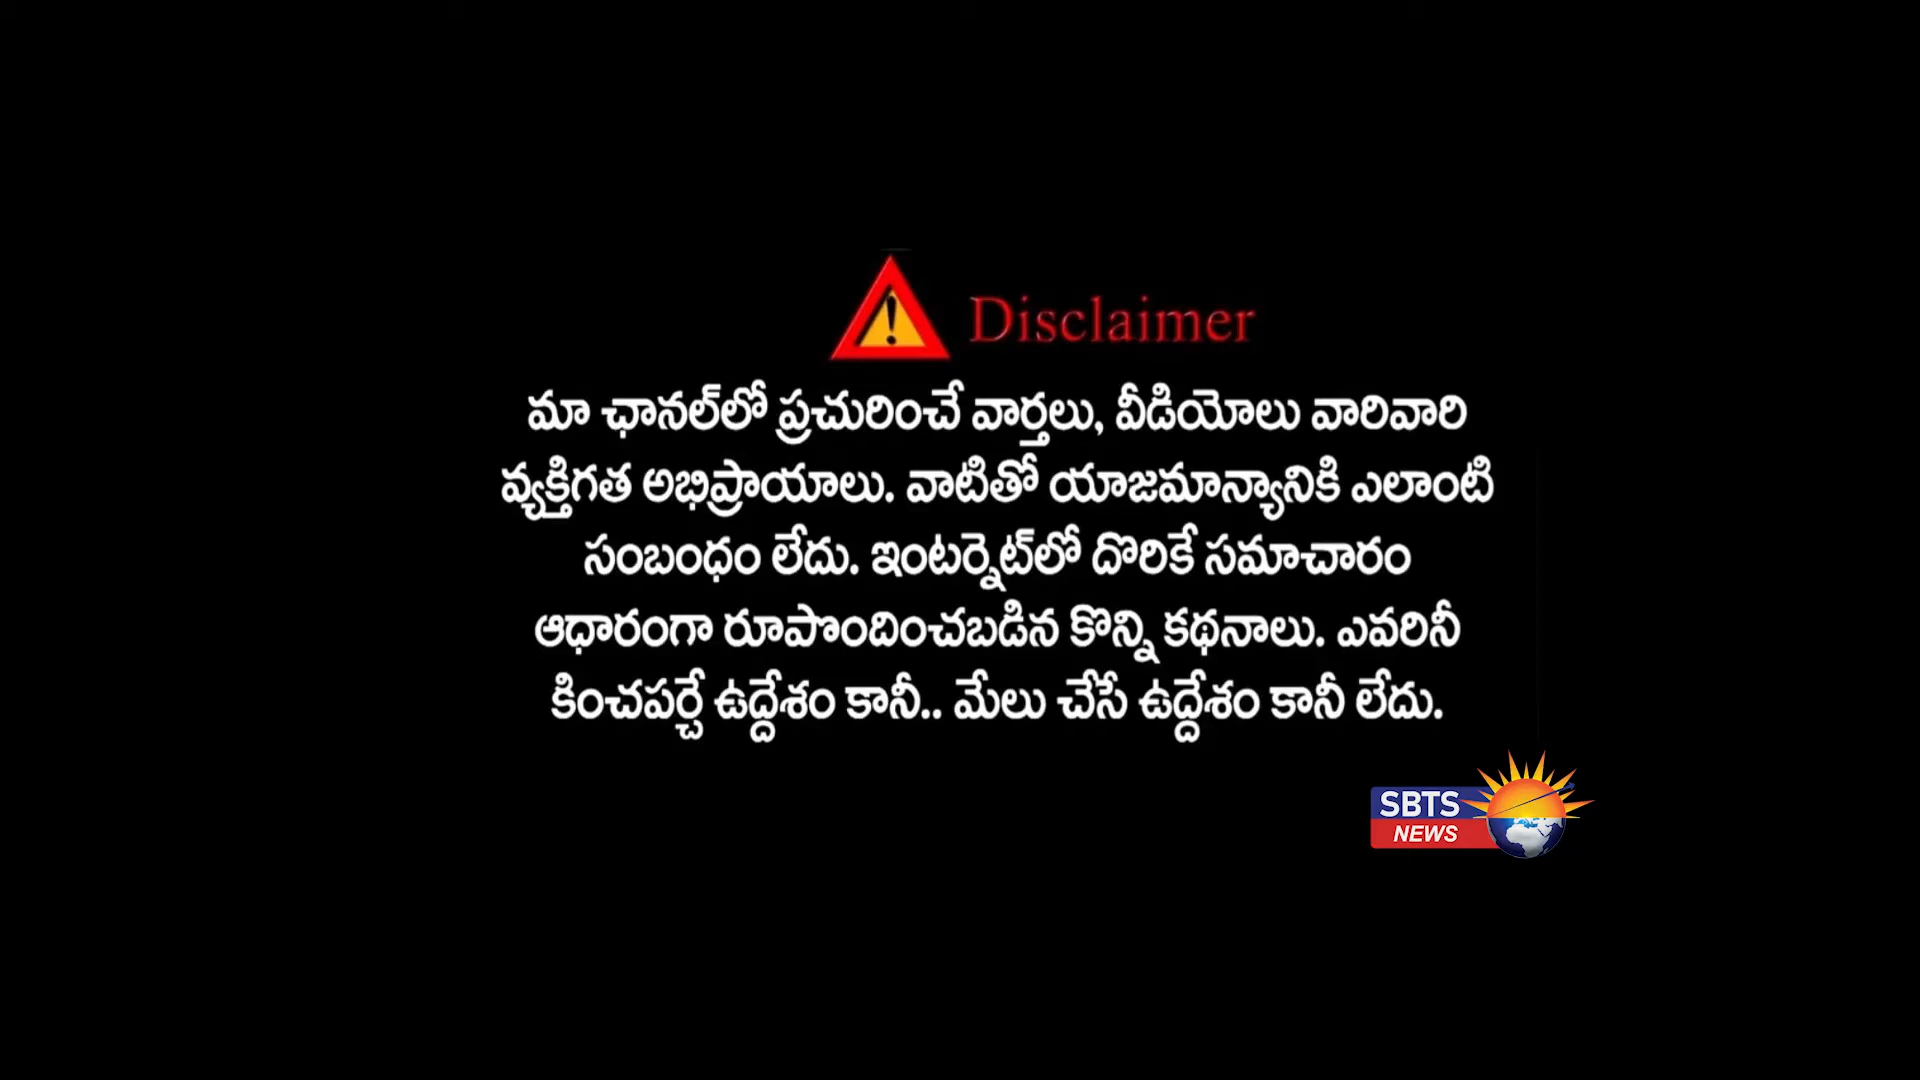 Disclaimer
మా ఛానల్‌లో ప్రచురించే వార్తలు, వీడియోలు వారివారి
వ్యక్తిగత అభిప్రాయాలు. వాటితో యాజమాన్యానికి ఎలాంటి
సంబంధం లేదు. ఇంటర్నెట్‌లో దొరికే సమాచారం
ఆధారంగా రూపొందించబడిన కొన్ని కథనాలు. ఎవరినీ
కించపర్చే ఉద్దేశం కానీ.. మేలు చేసే ఉద్దేశం కానీ లేదు.
SBTS
NEWS